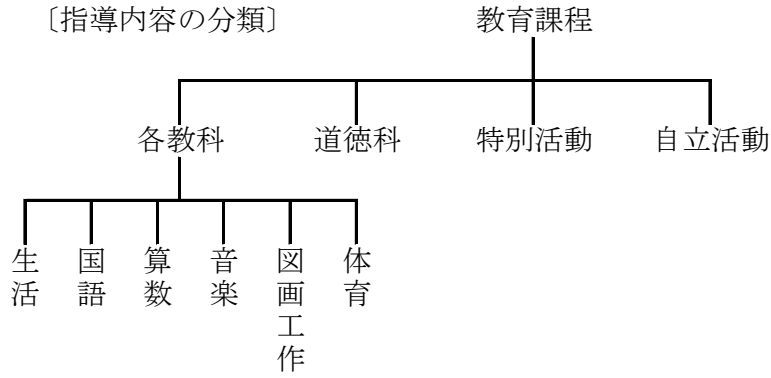 〔指導内容の分類〕
教育課程
各教科
道徳科
特別活動
自立活動
生活
国語
算数
音楽
図画工作
体育